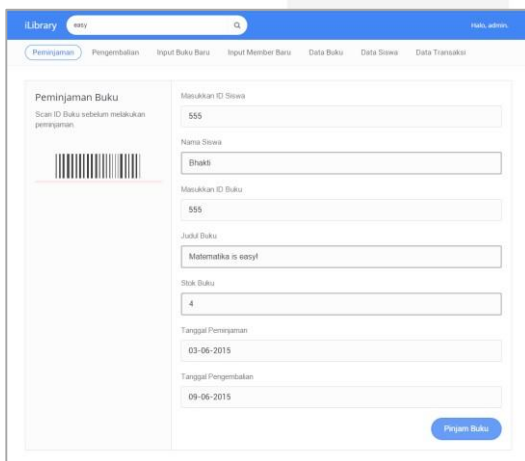 iLibrary easy Halo, admin.
Peminjaman Pengembalian Input Buku Baru Input Member Baru Data Buku Data Siswa Data Transaksi
Peminjaman Buku
Scan ID Buku sebelum melakukan
peminjaman.
Masukkan ID Siswa
555
Nama Siswa
Bhakti
Masukkan ID Buku
555
Judul Buku
Matematika is easy!
Stok Buku
4
Tanggal Peminjaman
03-06-2015
Tanggal Pengembalian
09-06-2015
Pinjam Buku